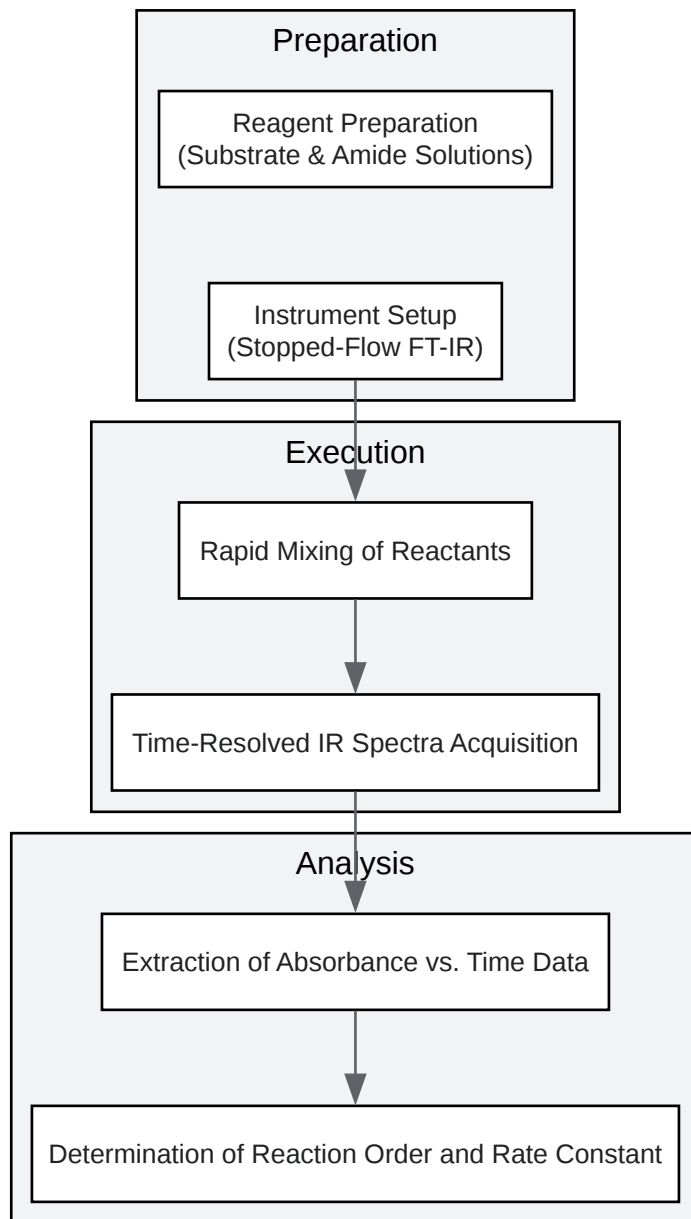 Preparation
Reagent Preparation
(Substrate & Amide Solutions)
Instrument Setup
(Stopped-Flow FT-IR)
Execution
Rapid Mixing of Reactants
Time-Resolved IR Spectra Acquisition
Analysis
Extraction of Absorbance vs. Time Data
Determination of Reaction Order and Rate Constant